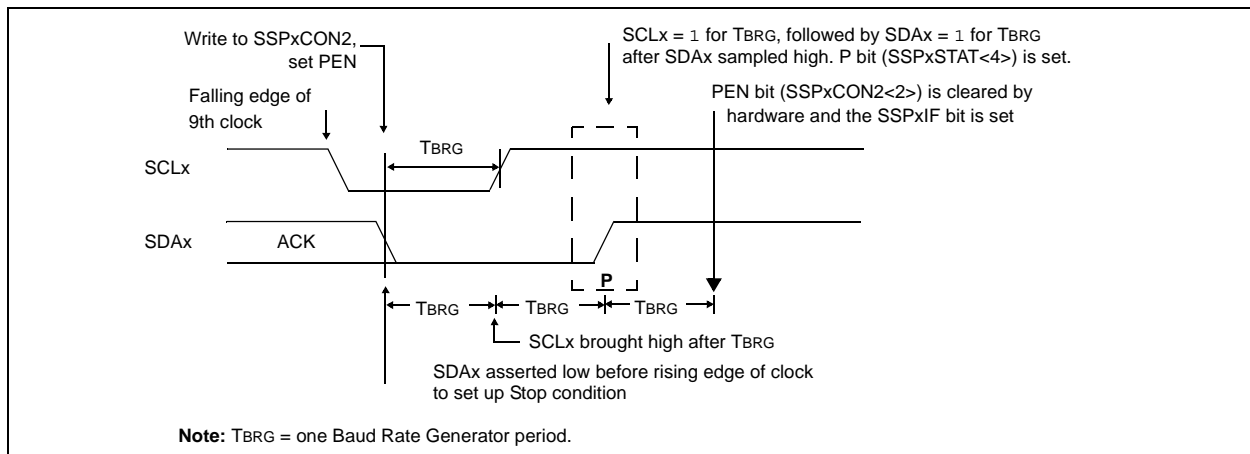 Write to SSPxCON2,
set PEN
SCLx = 1 for TBRG, followed by SDAx = 1 for TBRG
after SDAx sampled high. P bit (SSPxSTAT<4>) is set.
Falling edge of
9th clock
PEN bit (SSPxCON2<2>) is cleared by
hardware and the SSPxIF bit is set
TBRG
SCLx
SDAx
ACK
P
TBRG
TBRG
TBRG
SCLx brought high after TBRG
SDAx asserted low before rising edge of clock
to set up Stop condition
Note: TBRG = one Baud Rate Generator period.